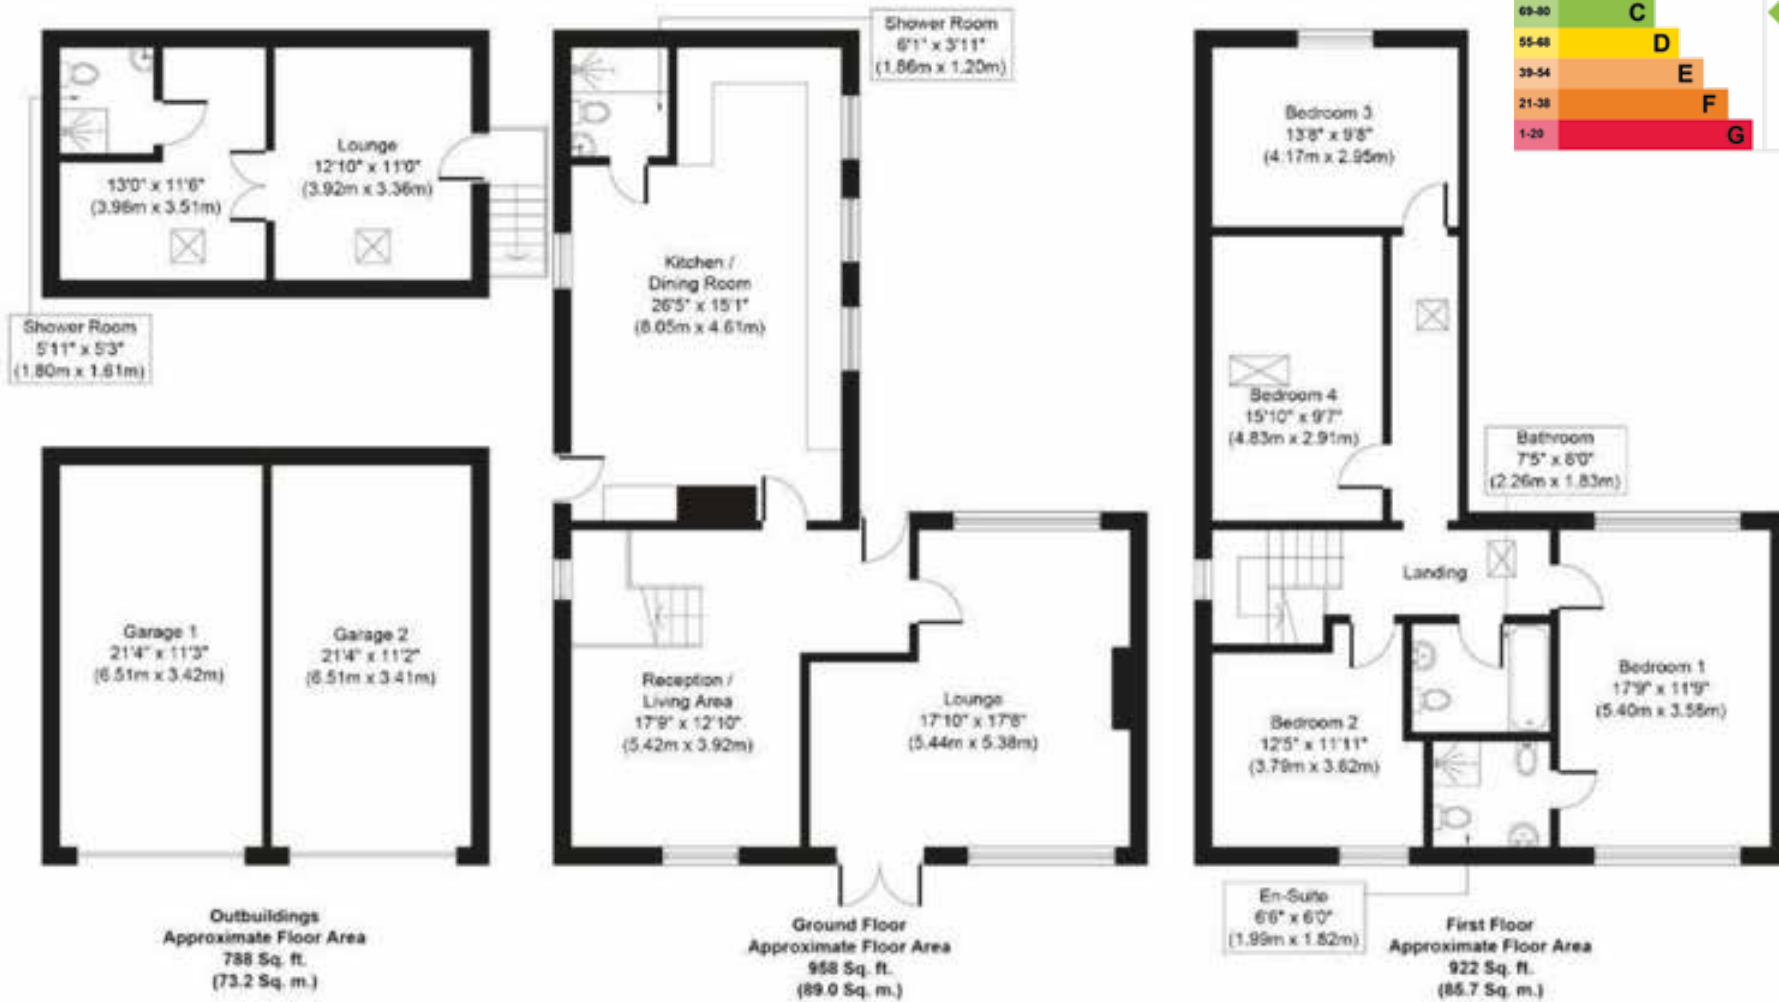 Shower Room
6'1" x 3'11"
(1.86m x 1.20m)
69-80 C
55-68 D
39-54 E
21-38 F
1-20 G
Lounge
12'10" x 11'0"
(3.92m x 3.36m)
13'0" x 11'6"
(3.96m x 3.51m)
Shower Room
5'11" x 5'3"
(1.80m x 1.61m)
Kitchen /
Dining Room
26'5" x 15'1"
(8.05m x 4.61m)
Bedroom 3
13'8" x 9'8"
(4.17m x 2.95m)
Bedroom 4
15'10" x 9'7"
(4.83m x 2.91m)
Bathroom
7'5" x 6'0"
(2.26m x 1.83m)
Landing
Garage 1
21'4" x 11'3"
(6.51m x 3.42m)
Garage 2
21'4" x 11'2"
(6.51m x 3.41m)
Reception /
Living Area
17'9" x 12'10"
(5.42m x 3.92m)
Lounge
17'10" x 17'8"
(5.44m x 5.38m)
Bedroom 2
12'5" x 11'11"
(3.79m x 3.62m)
Bedroom 1
17'9" x 11'9"
(5.40m x 3.58m)
En-Suite
6'6" x 6'0"
(1.99m x 1.82m)
Outbuildings
Approximate Floor Area
788 Sq. ft.
(73.2 Sq. m.)
Ground Floor
Approximate Floor Area
958 Sq. ft.
(89.0 Sq. m.)
First Floor
Approximate Floor Area
922 Sq. ft.
(85.7 Sq. m.)